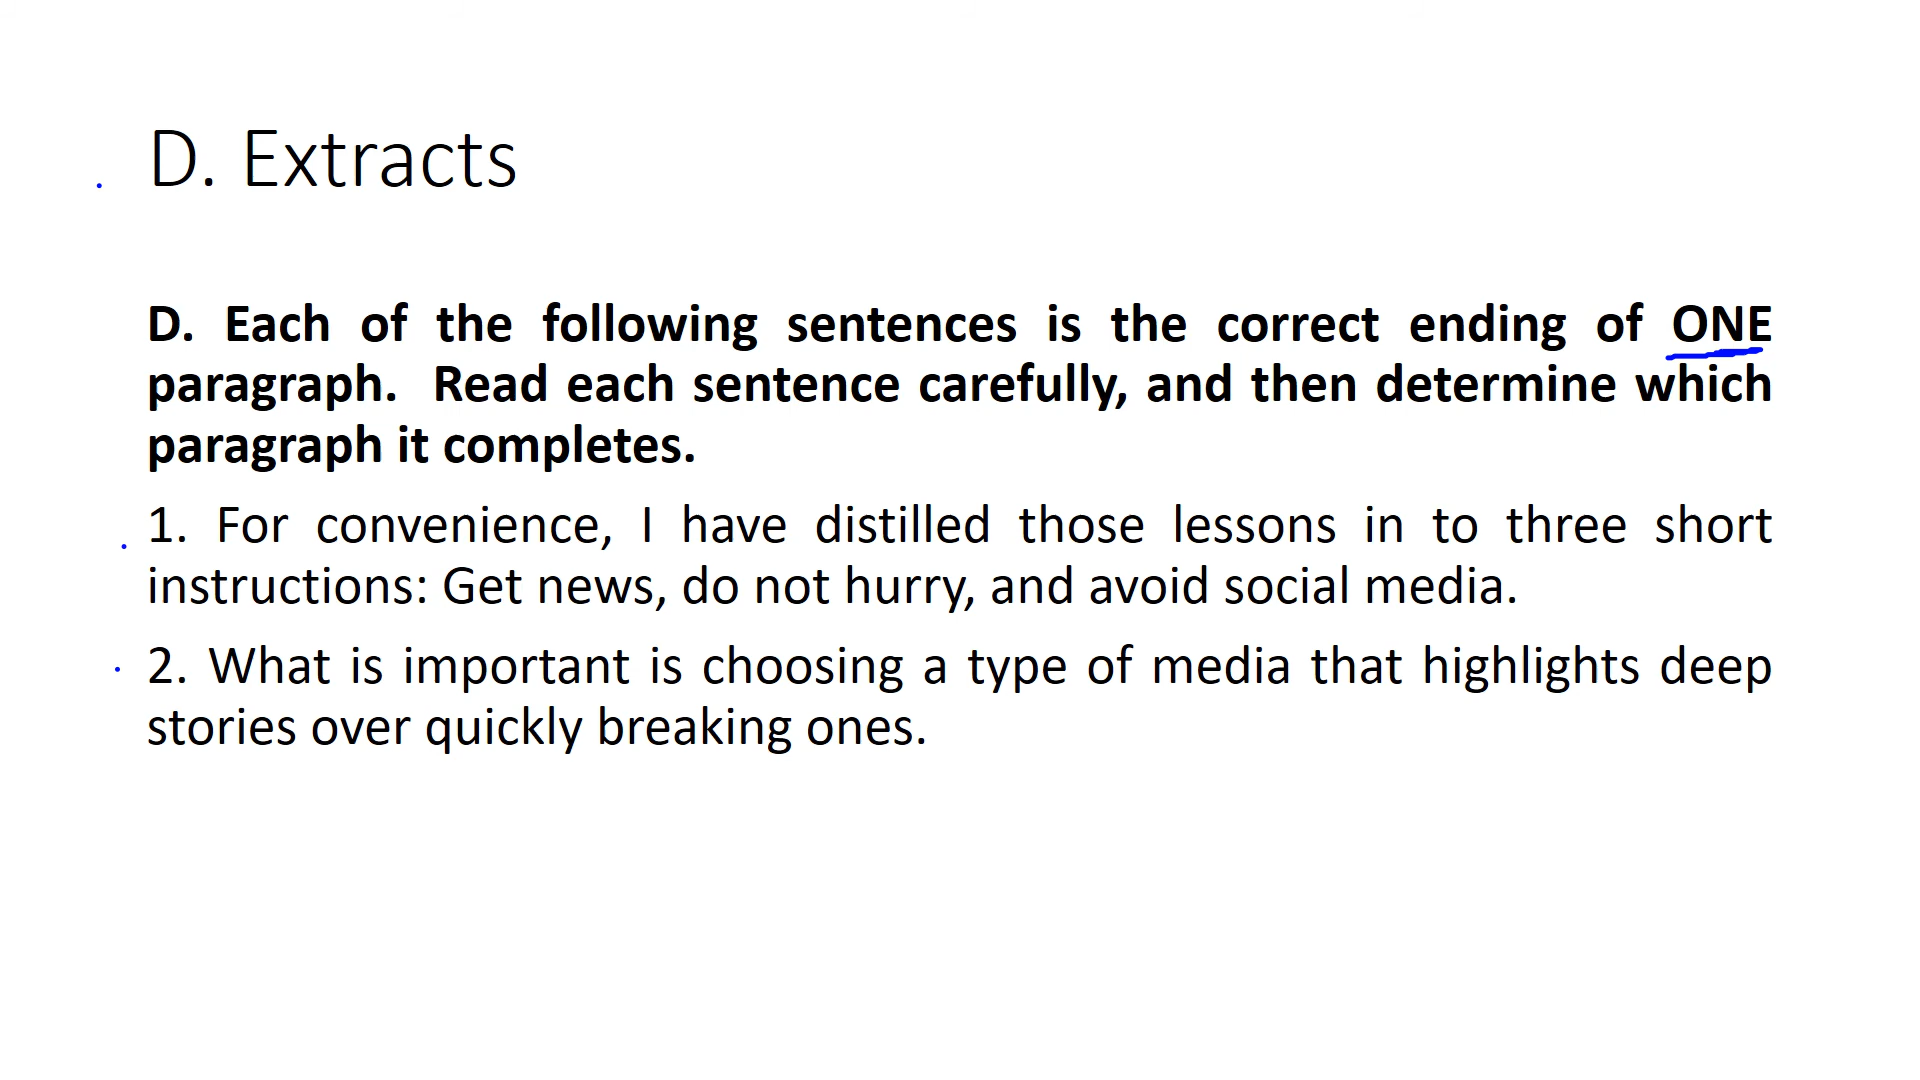 D. Extracts
D. Each of the following sentences is the correct ending of ONE
paragraph. Read each sentence carefully, and then determine which
paragraph it completes.
1. For convenience, I have distilled those lessons in to three short
instructions: Get news, do not hurry, and avoid social media.
2. What is important is choosing a type of media that highlights deep
stories over quickly breaking ones.